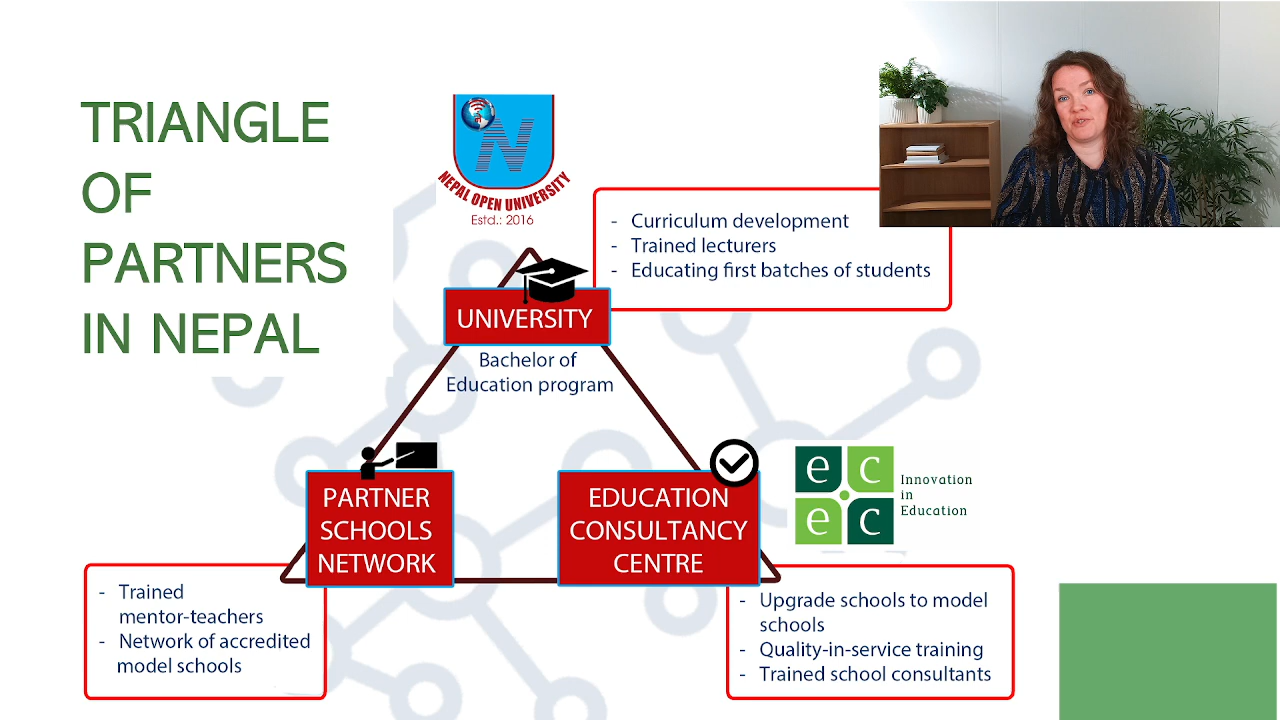 TRIANGLE
OF
PARTNERS
IN NEPAL
N
NEPAL OPEN UNIVERSITY
Estd.: 2016
- Curriculum development
- Trained lecturers
- Educating first batches of students
UNIVERSITY
Bachelor of
Education program
PARTNER
SCHOOLS
NETWORK
EDUCATION
CONSULTANCY
CENTRE
e c
e c
Innovation
in
Education
- Trained
mentor-teachers
- Network of accredited
model schools
- Upgrade schools to model
schools
- Quality-in-service training
- Trained school consultants